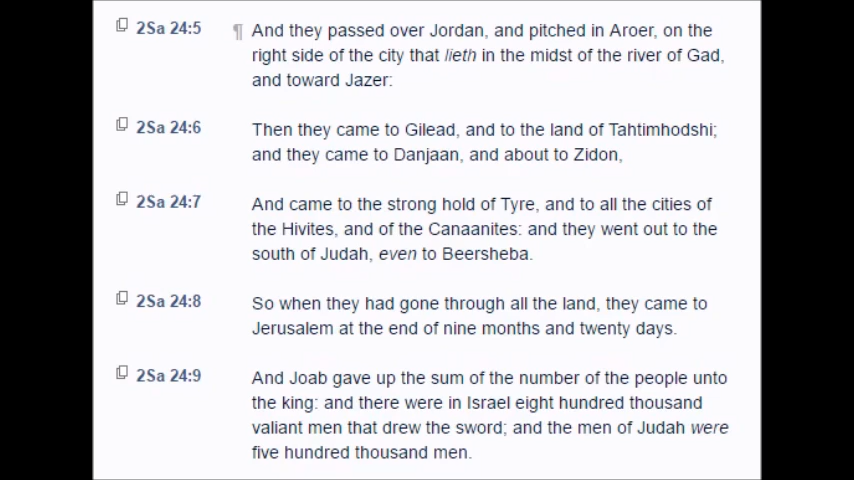 2Sa 24:5 ¶ And they passed over Jordan, and pitched in Aroer, on the
right side of the city that lieth in the midst of the river of Gad,
and toward Jazer:
2Sa 24:6 Then they came to Gilead, and to the land of Tahtimhodshi;
and they came to Danjaan, and about to Zidon,
2Sa 24:7 And came to the strong hold of Tyre, and to all the cities of
the Hivites, and of the Canaanites: and they went out to the
south of Judah, even to Beersheba.
2Sa 24:8 So when they had gone through all the land, they came to
Jerusalem at the end of nine months and twenty days.
2Sa 24:9 And Joab gave up the sum of the number of the people unto
the king: and there were in Israel eight hundred thousand
valiant men that drew the sword; and the men of Judah were
five hundred thousand men.